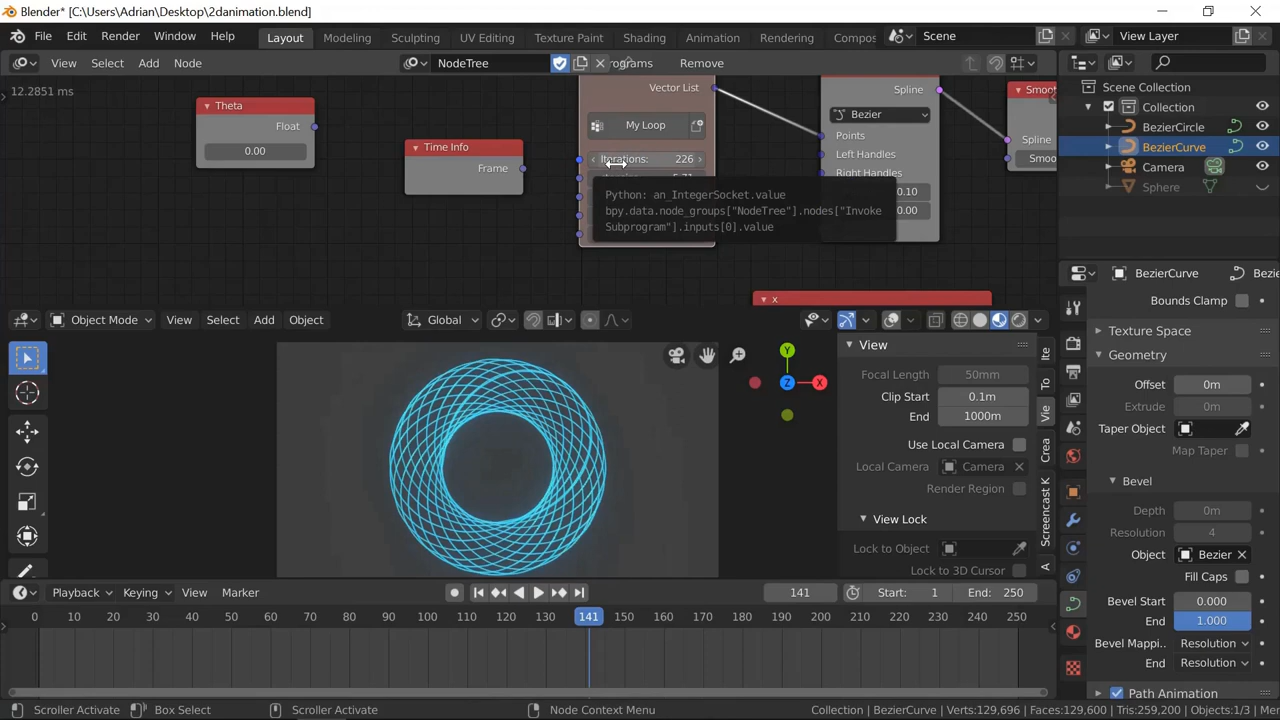 Blender* [C:\Users\Adrian\Desktop\2danimation.blend]
File Edit Render Window Help Layout Modeling Sculpting UV Editing Texture Paint Shading Animation Rendering Compos Scene View Layer
View Select Add Node NodeTree ograms Remove
12.2851 ms
Theta
Float
0.00
Time Info
Frame
Vector List
My Loop
Iterations: 226
5.71
Python: an_IntegerSocket.value
bpy.data.node_groups["NodeTree"].nodes["Invoke
Subprogram"].inputs[0].value
Spline
Bezier
Points
Left Handles
Right Handles
0.10
0.00
Smoo
Spline
Smoo
x
Scene Collection
Collection
BezierCircle
BezierCurve
Camera
Sphere
BezierCurve Bezi
Bounds Clamp
Texture Space
Geometry
Offset 0m
Extrude 0m
Taper Object
Map Taper
Bevel
Depth 0m
Resolution 4
Object Bezier
Fill Caps
Bevel Start 0.000
End 1.000
Bevel Mappi.. Resolution
End Resolution
Path Animation
Object Mode View Select Add Object Global
Y
Z X
View
Focal Length 50mm
Clip Start 0.1m
End 1000m
Use Local Camera
Local Camera Camera
Render Region
View Lock
Lock to Object
Lock to 3D Cursor
Ite
To
Vie
Crea
Screencast K
A
Playback Keying View Marker 141 Start: 1 End: 250
0 10 20 30 40 50 60 70 80 90 100 110 120 130 141 150 160 170 180 190 200 210 220 230 240 250
Scroller Activate Box Select Scroller Activate Node Context Menu Collection | BezierCurve | Verts:129,696 | Faces:129,600 | Tris:259,200 | Objects:1/3 | Mer